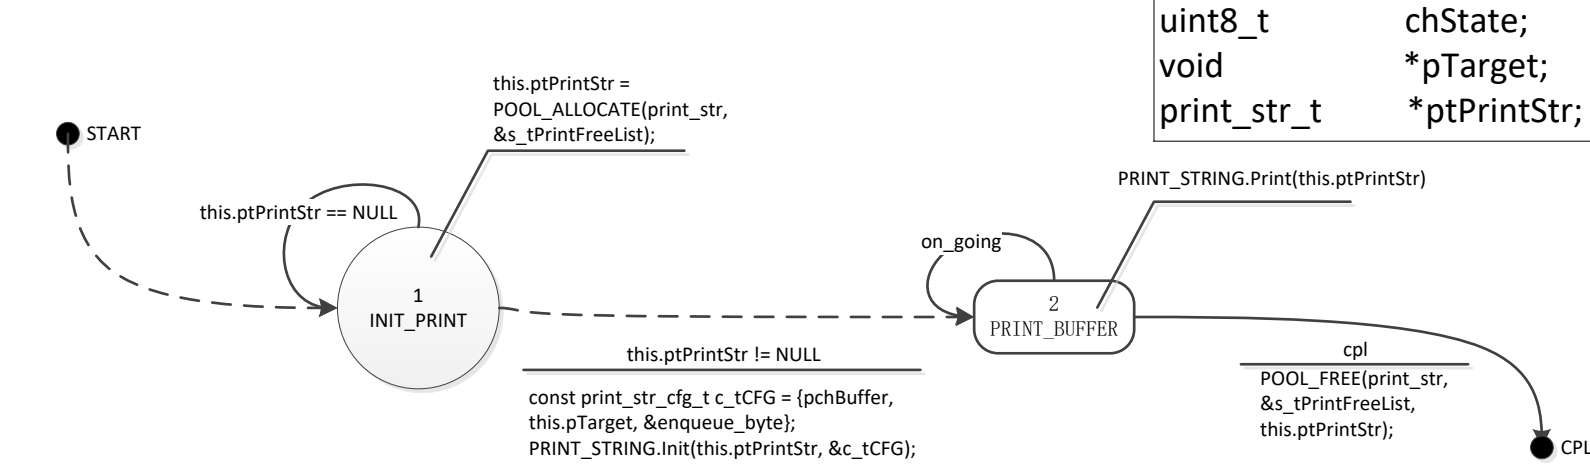 uint8_t chState;
void *pTarget;
print_str_t *ptPrintStr;
this.ptPrintStr =
POOL_ALLOCATE(print_str,
&s_tPrintFreeList);
START
PRINT_STRING.Print(this.ptPrintStr)
this.ptPrintStr == NULL
on_going
1
INIT_PRINT
2
PRINT_BUFFER
this.ptPrintStr != NULL
const print_str_cfg_t c_tCFG = {pchBuffer,
this.pTarget, &enqueue_byte};
PRINT_STRING.Init(this.ptPrintStr, &c_tCFG);
cpl
POOL_FREE(print_str,
&s_tPrintFreeList,
this.ptPrintStr);
CPL